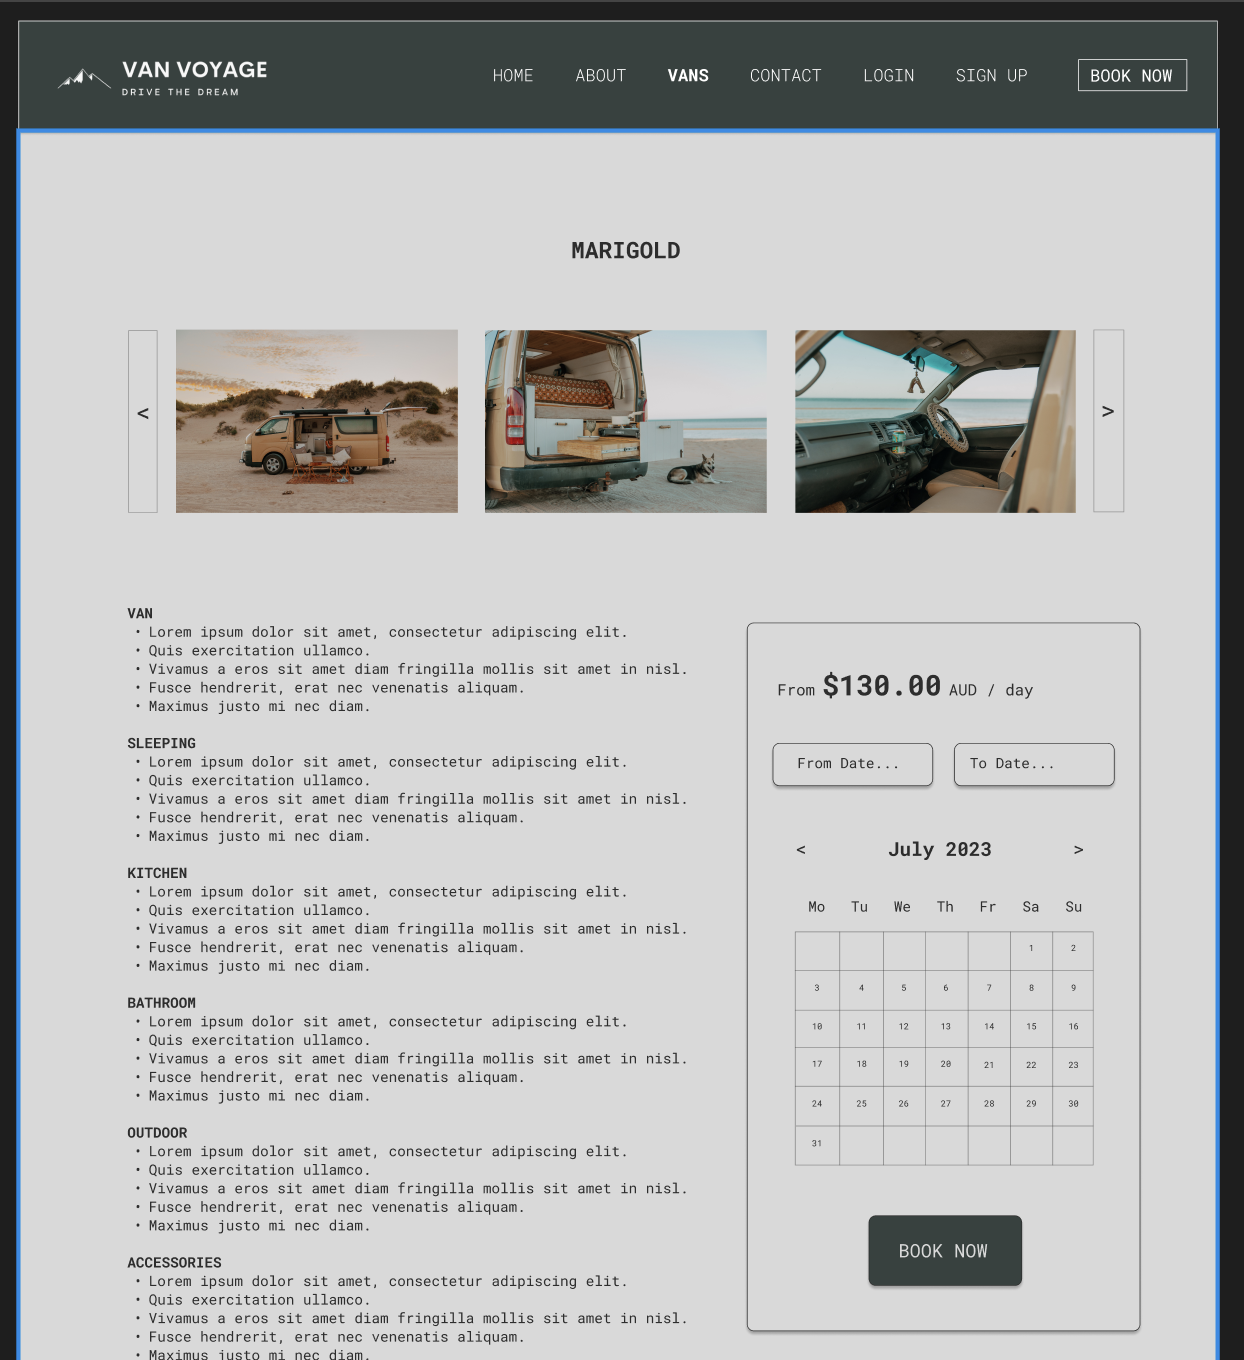 VAN VOYAGE
DRIVE THE DREAM
HOME ABOUT VANS CONTACT LOGIN SIGN UP BOOK NOW
MARIGOLD
< >
VAN
• Lorem ipsum dolor sit amet, consectetur adipiscing elit.
• Quis exercitation ullamco.
• Vivamus a eros sit amet diam fringilla mollis sit amet in nisl.
• Fusce hendrerit, erat nec venenatis aliquam.
• Maximus justo mi nec diam.
SLEEPING
• Lorem ipsum dolor sit amet, consectetur adipiscing elit.
• Quis exercitation ullamco.
• Vivamus a eros sit amet diam fringilla mollis sit amet in nisl.
• Fusce hendrerit, erat nec venenatis aliquam.
• Maximus justo mi nec diam.
KITCHEN
• Lorem ipsum dolor sit amet, consectetur adipiscing elit.
• Quis exercitation ullamco.
• Vivamus a eros sit amet diam fringilla mollis sit amet in nisl.
• Fusce hendrerit, erat nec venenatis aliquam.
• Maximus justo mi nec diam.
BATHROOM
• Lorem ipsum dolor sit amet, consectetur adipiscing elit.
• Quis exercitation ullamco.
• Vivamus a eros sit amet diam fringilla mollis sit amet in nisl.
• Fusce hendrerit, erat nec venenatis aliquam.
• Maximus justo mi nec diam.
OUTDOOR
• Lorem ipsum dolor sit amet, consectetur adipiscing elit.
• Quis exercitation ullamco.
• Vivamus a eros sit amet diam fringilla mollis sit amet in nisl.
• Fusce hendrerit, erat nec venenatis aliquam.
• Maximus justo mi nec diam.
ACCESSORIES
• Lorem ipsum dolor sit amet, consectetur adipiscing elit.
• Quis exercitation ullamco.
• Vivamus a eros sit amet diam fringilla mollis sit amet in nisl.
• Fusce hendrerit, erat nec venenatis aliquam.
• Maximus justo mi nec diam.
From $130.00 AUD / day
From Date... To Date...
< July 2023 >
Mo Tu We Th Fr Sa Su
1 2
3 4 5 6 7 8 9
10 11 12 13 14 15 16
17 18 19 20 21 22 23
24 25 26 27 28 29 30
31
BOOK NOW